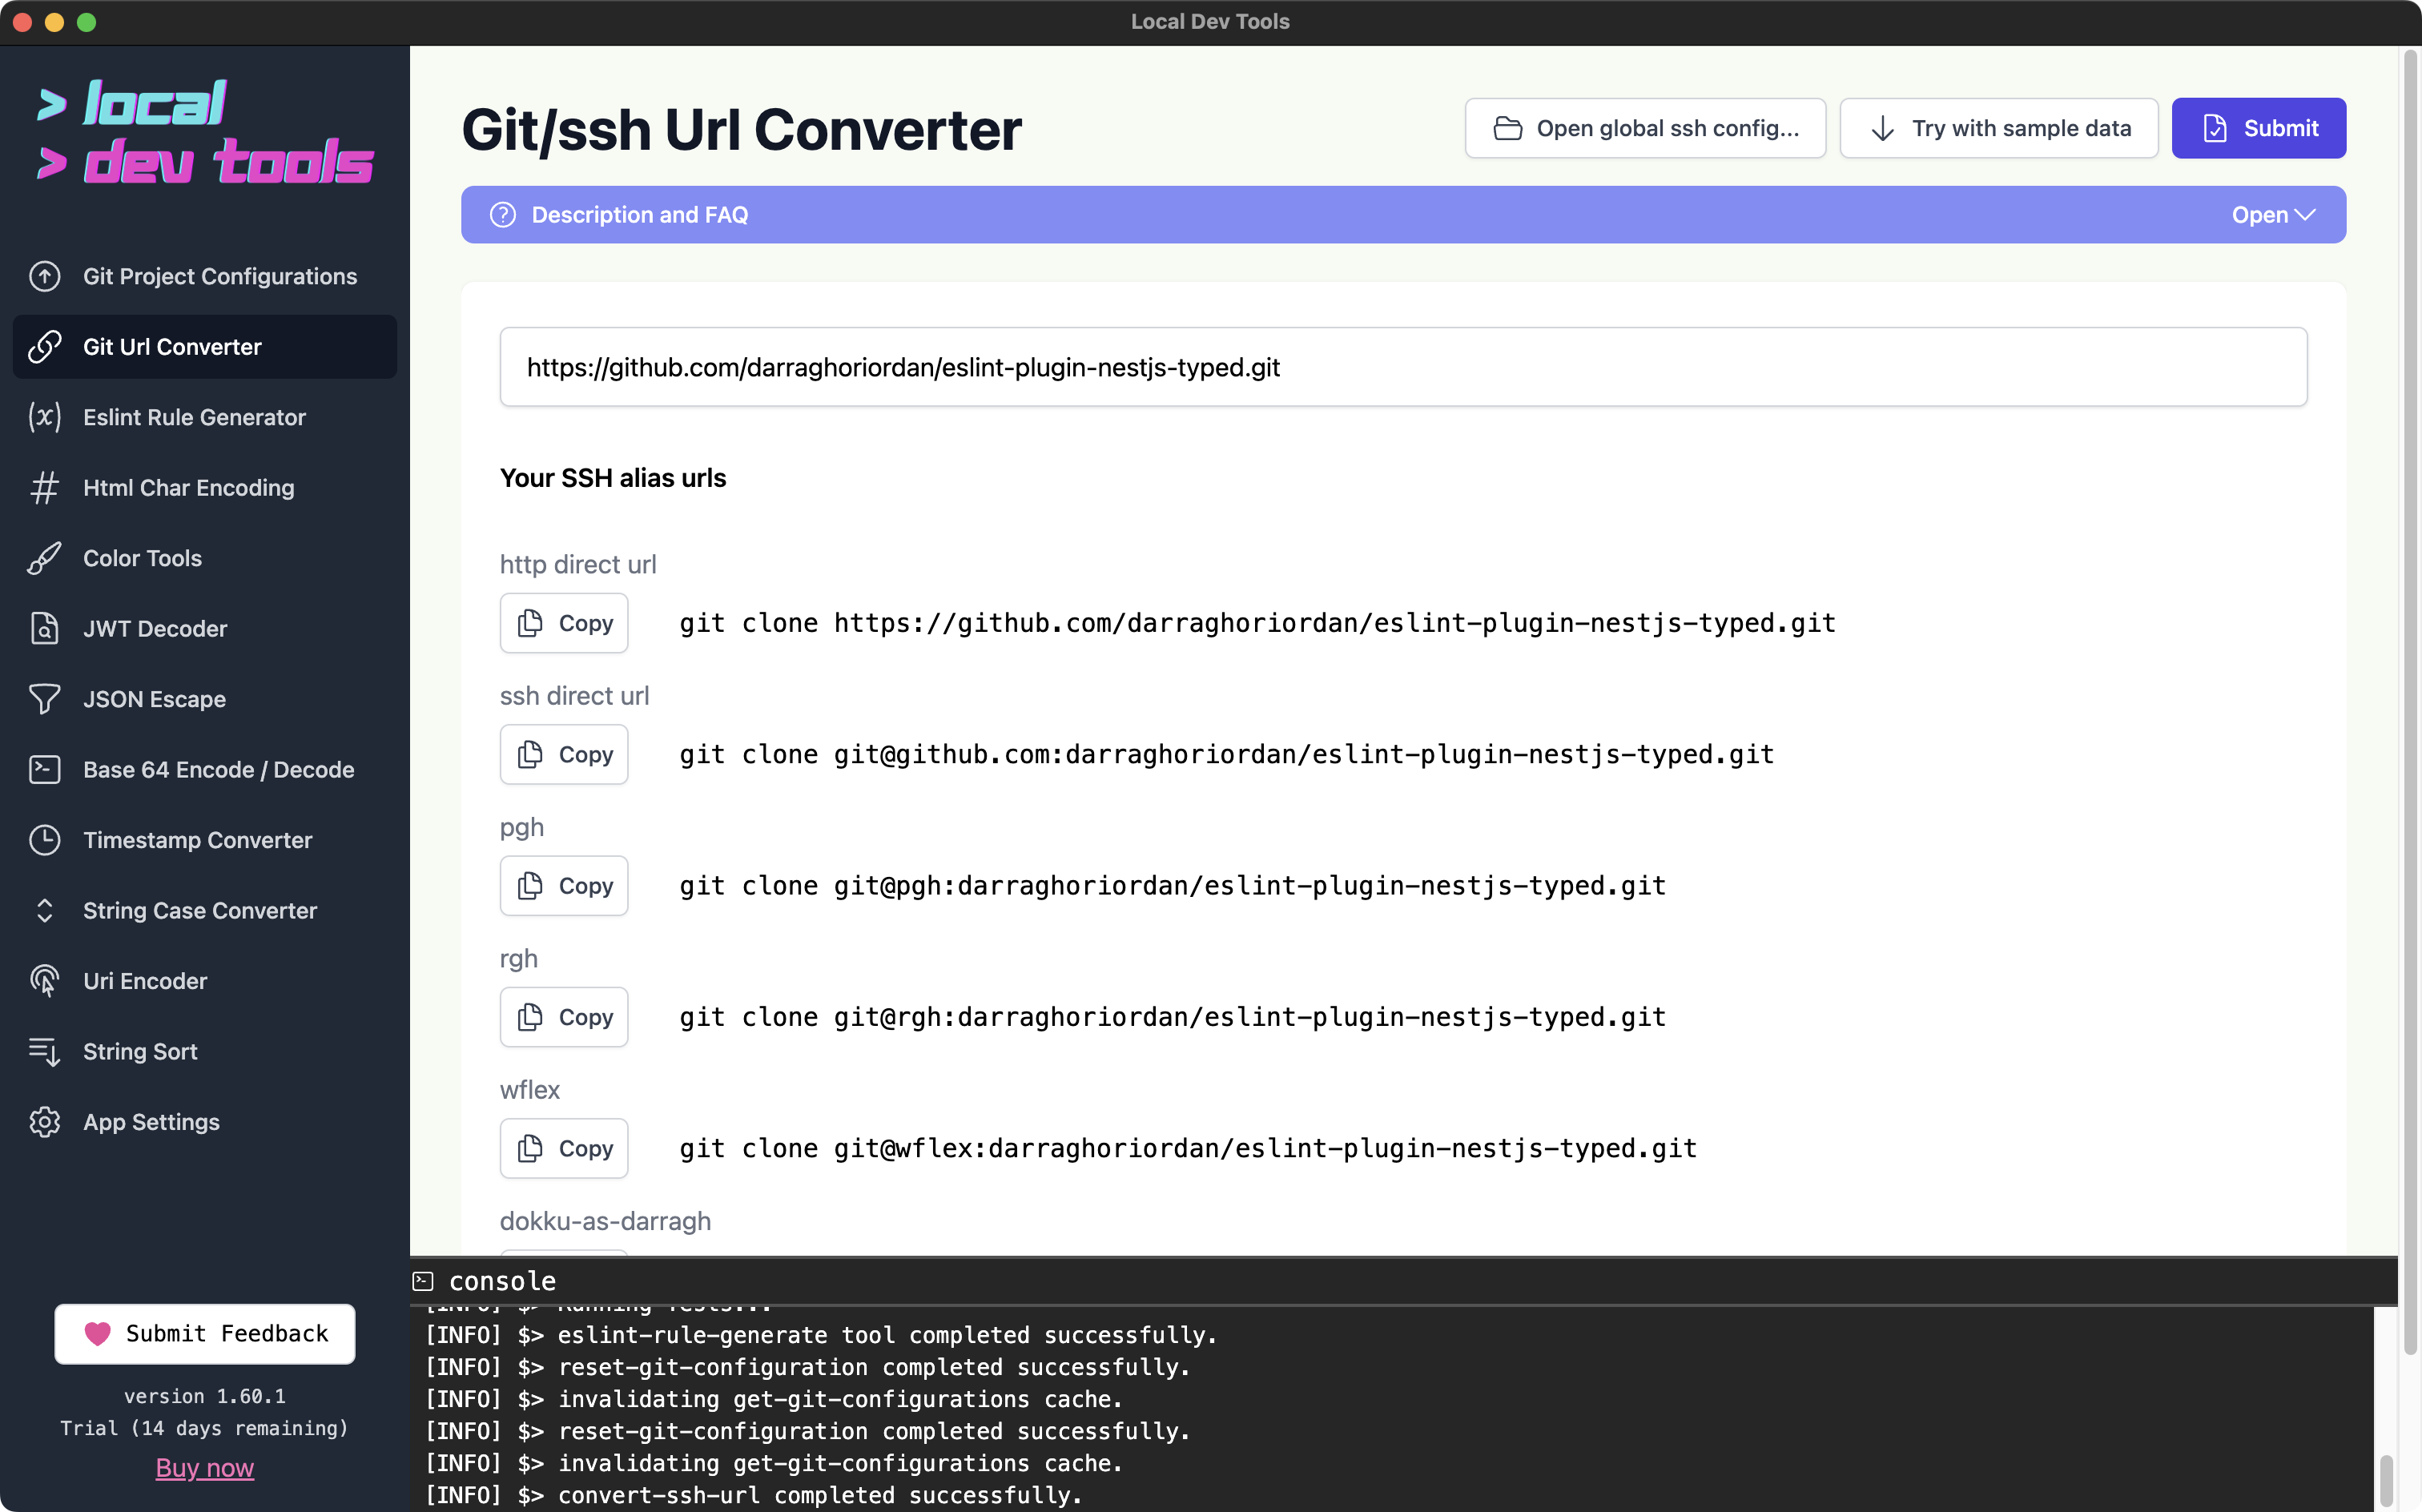 Local Dev Tools
> local
> dev tools
Git Project Configurations
Git Url Converter
Eslint Rule Generator
Html Char Encoding
Color Tools
JWT Decoder
JSON Escape
Base 64 Encode / Decode
Timestamp Converter
String Case Converter
Uri Encoder
String Sort
App Settings
Submit Feedback
version 1.60.1
Trial (14 days remaining)
Buy now
Git/ssh Url Converter
Open global ssh config...
Try with sample data
Submit
Description and FAQ
Open
https://github.com/darraghoriordan/eslint-plugin-nestjs-typed.git
Your SSH alias urls
http direct url
Copy git clone https://github.com/darraghoriordan/eslint-plugin-nestjs-typed.git
ssh direct url
Copy git clone git@github.com:darraghoriordan/eslint-plugin-nestjs-typed.git
pgh
Copy git clone git@pgh:darraghoriordan/eslint-plugin-nestjs-typed.git
rgh
Copy git clone git@rgh:darraghoriordan/eslint-plugin-nestjs-typed.git
wflex
Copy git clone git@wflex:darraghoriordan/eslint-plugin-nestjs-typed.git
dokku-as-darragh
console
[INFO] $> Running Tests...
[INFO] $> eslint-rule-generate tool completed successfully.
[INFO] $> reset-git-configuration completed successfully.
[INFO] $> invalidating get-git-configurations cache.
[INFO] $> reset-git-configuration completed successfully.
[INFO] $> invalidating get-git-configurations cache.
[INFO] $> convert-ssh-url completed successfully.